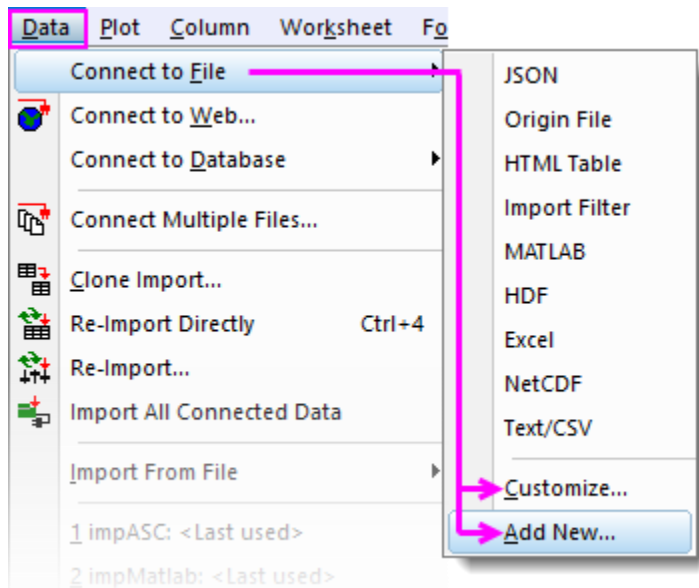 Data Plot Column Worksheet Fo
Connect to File
Connect to Web...
Connect to Database
Connect Multiple Files...
Clone Import...
Re-Import Directly Ctrl+4
Re-Import...
Import All Connected Data
Import From File
1 impASC: <Last used>
2 impMatlab: <Last used>
JSON
Origin File
HTML Table
Import Filter
MATLAB
HDF
Excel
NetCDF
Text/CSV
Customize...
Add New...